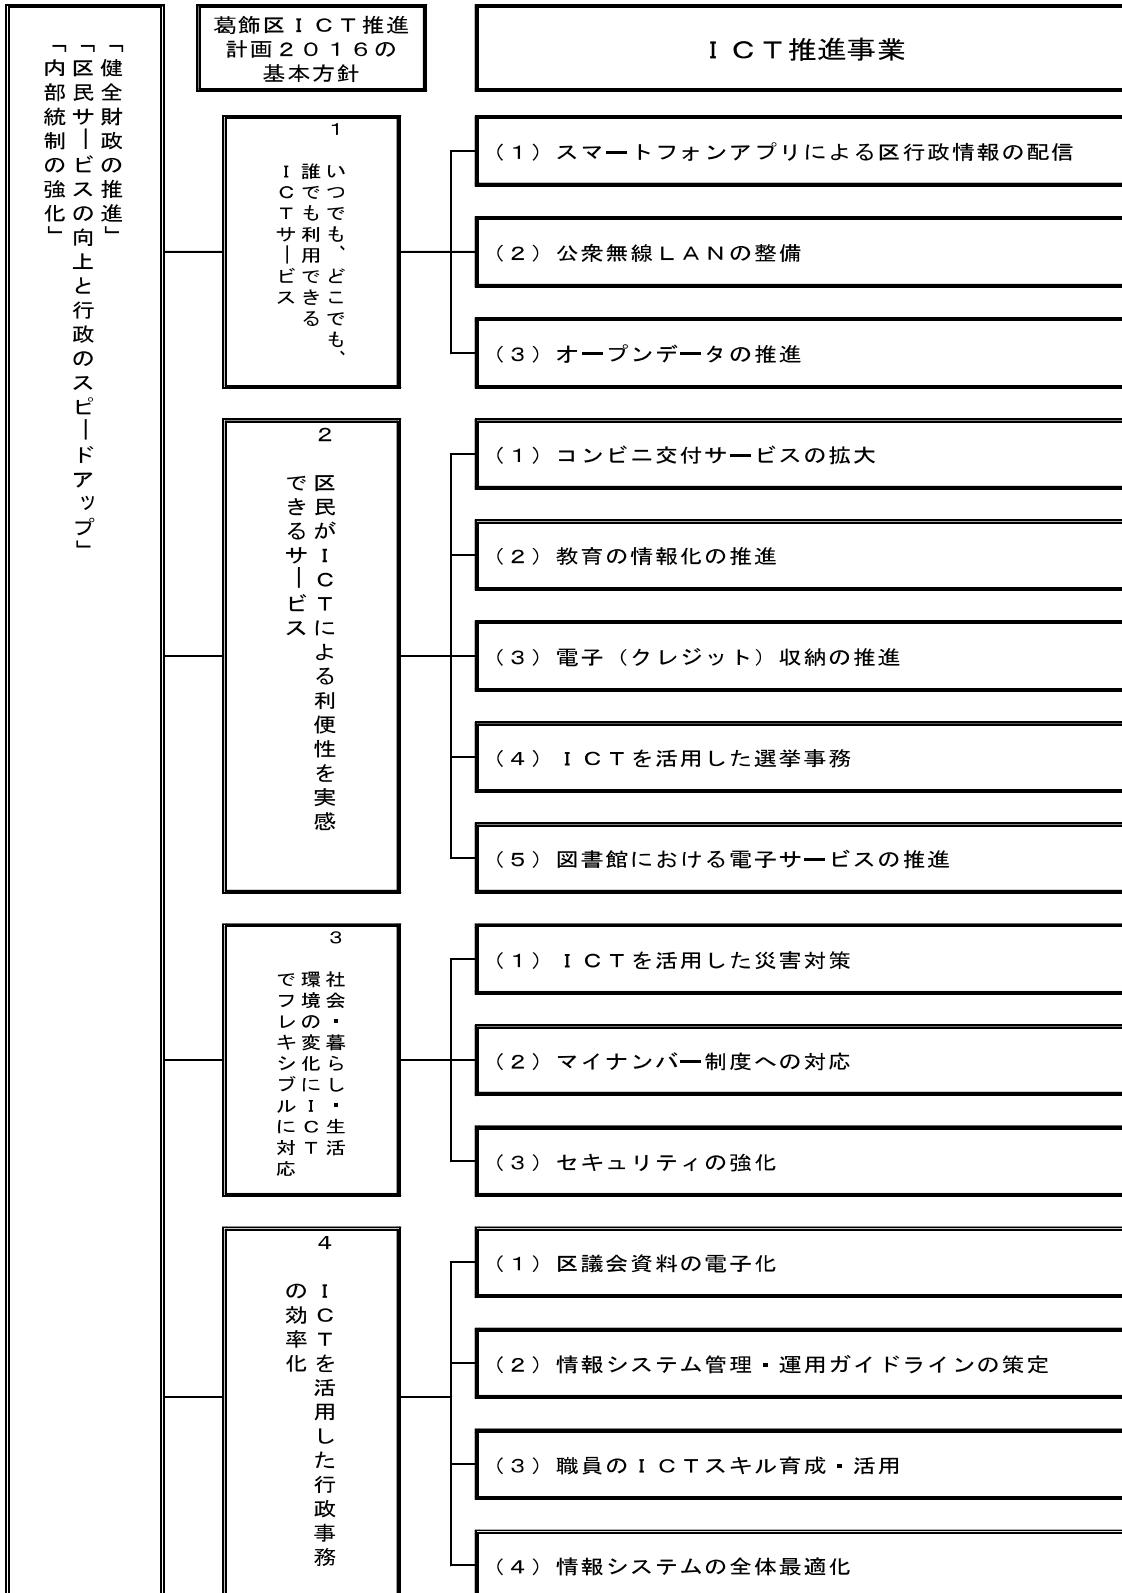 「健全財政の推進」
「区民サービスの向上と行政のスピードアップ」
「内部統制の強化」
葛飾区ICT推進
計画2016の
基本方針
ICT推進事業
1
いつでも、どこでも、
誰でも利用できる
ICTサービス
(1)スマートフォンアプリによる区行政情報の配信
(2)公衆無線LANの整備
(3)オープンデータの推進
2
区民がICTによる利便性を実感
できるサービス
(1)コンビニ交付サービスの拡大
(2)教育の情報化の推進
(3)電子(クレジット)収納の推進
(4)ICTを活用した選挙事務
(5)図書館における電子サービスの推進
3
社会・暮らし・生活
環境の変化にICT
でフレキシブルに対応
(1)ICTを活用した災害対策
(2)マイナンバー制度への対応
(3)セキュリティの強化
4
ICTを活用した行政事務
の効率化
(1)区議会資料の電子化
(2)情報システム管理・運用ガイドラインの策定
(3)職員のICTスキル育成・活用
(4)情報システムの全体最適化